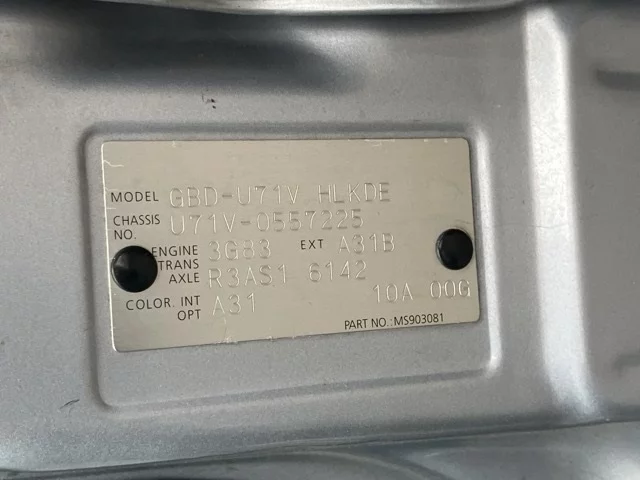 MODEL GBD-U71V HLKDE
CHASSIS NO. U71V-0557225
ENGINE 3G83 EXT A31B
TRANS AXLE R3AS1 6142
COLOR. INT OPT A31 10A 00G
PART NO.: MS903081